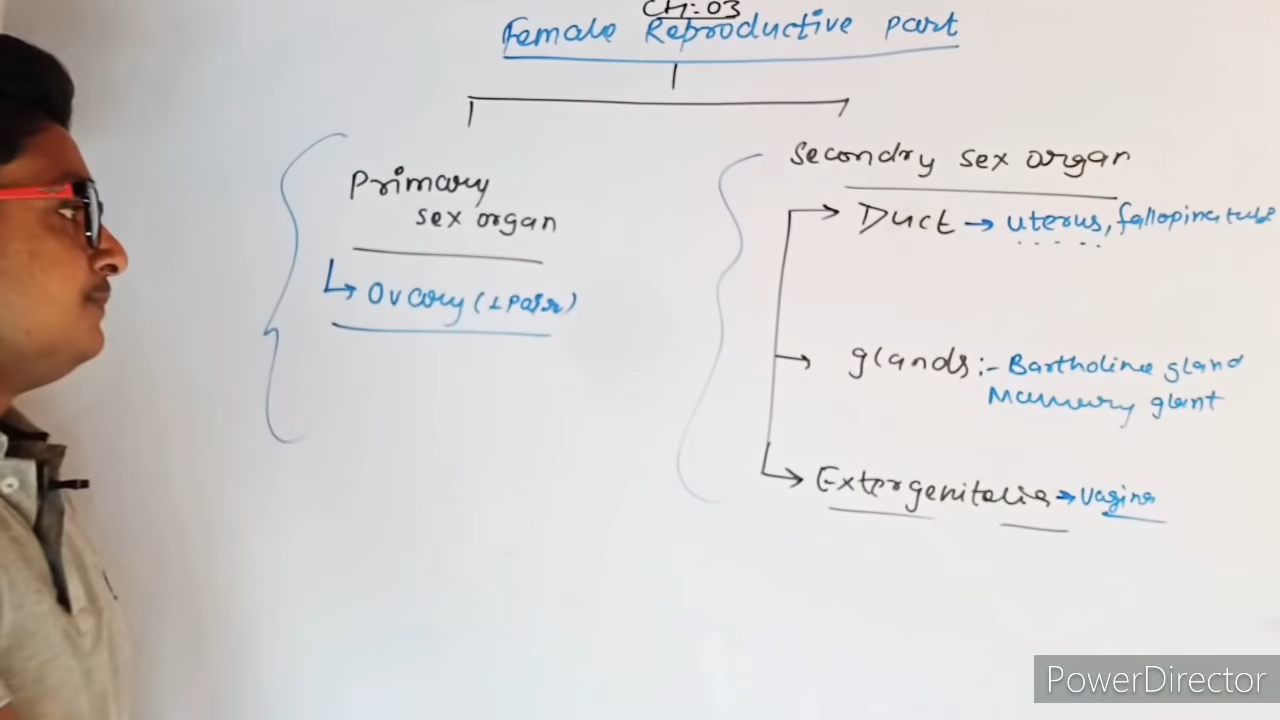 CH:-03
Female Reproductive part
Primary
sex organ
Ovary (1 Pair)
Secondry sex organ
Duct → uterus, fallopine tube
glands :- Bartholine gland
Mammary glant
Extergenitalia → Vagina
PowerDirector